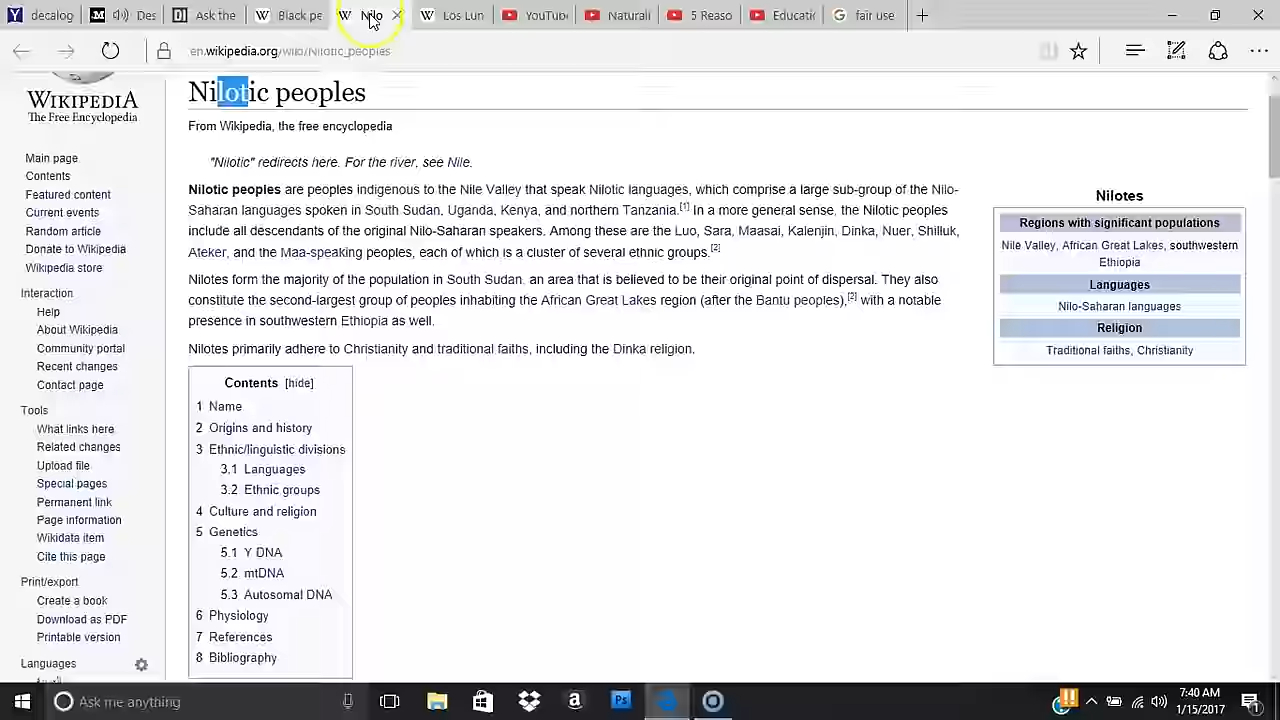 decalog
Des
Ask the
Black pe
Nilo
Los Lun
YouTube
Naturali
5 Reaso
Educatic
fair use
en.wikipedia.org/wiki/Nilotic_peoples
WIKIPEDIA
The Free Encyclopedia
Main page
Contents
Featured content
Current events
Random article
Donate to Wikipedia
Wikipedia store
Interaction
Help
About Wikipedia
Community portal
Recent changes
Contact page
Tools
What links here
Related changes
Upload file
Special pages
Permanent link
Page information
Wikidata item
Cite this page
Print/export
Create a book
Download as PDF
Printable version
Languages
Nilotic peoples
From Wikipedia, the free encyclopedia
"Nilotic" redirects here. For the river, see Nile.
Nilotic peoples are peoples indigenous to the Nile Valley that speak Nilotic languages, which comprise a large sub-group of the Nilo-
Saharan languages spoken in South Sudan, Uganda, Kenya, and northern Tanzania.[1] In a more general sense, the Nilotic peoples
include all descendants of the original Nilo-Saharan speakers. Among these are the Luo, Sara, Maasai, Kalenjin, Dinka, Nuer, Shilluk,
Ateker, and the Maa-speaking peoples, each of which is a cluster of several ethnic groups.[2]
Nilotes form the majority of the population in South Sudan, an area that is believed to be their original point of dispersal. They also
constitute the second-largest group of peoples inhabiting the African Great Lakes region (after the Bantu peoples),[2] with a notable
presence in southwestern Ethiopia as well.
Nilotes primarily adhere to Christianity and traditional faiths, including the Dinka religion.
Contents [hide]
1 Name
2 Origins and history
3 Ethnic/linguistic divisions
3.1 Languages
3.2 Ethnic groups
4 Culture and religion
5 Genetics
5.1 Y DNA
5.2 mtDNA
5.3 Autosomal DNA
6 Physiology
7 References
8 Bibliography
Nilotes
Regions with significant populations
Nile Valley, African Great Lakes, southwestern
Ethiopia
Languages
Nilo-Saharan languages
Religion
Traditional faiths, Christianity
Ask me anything
7:40 AM
1/15/2017